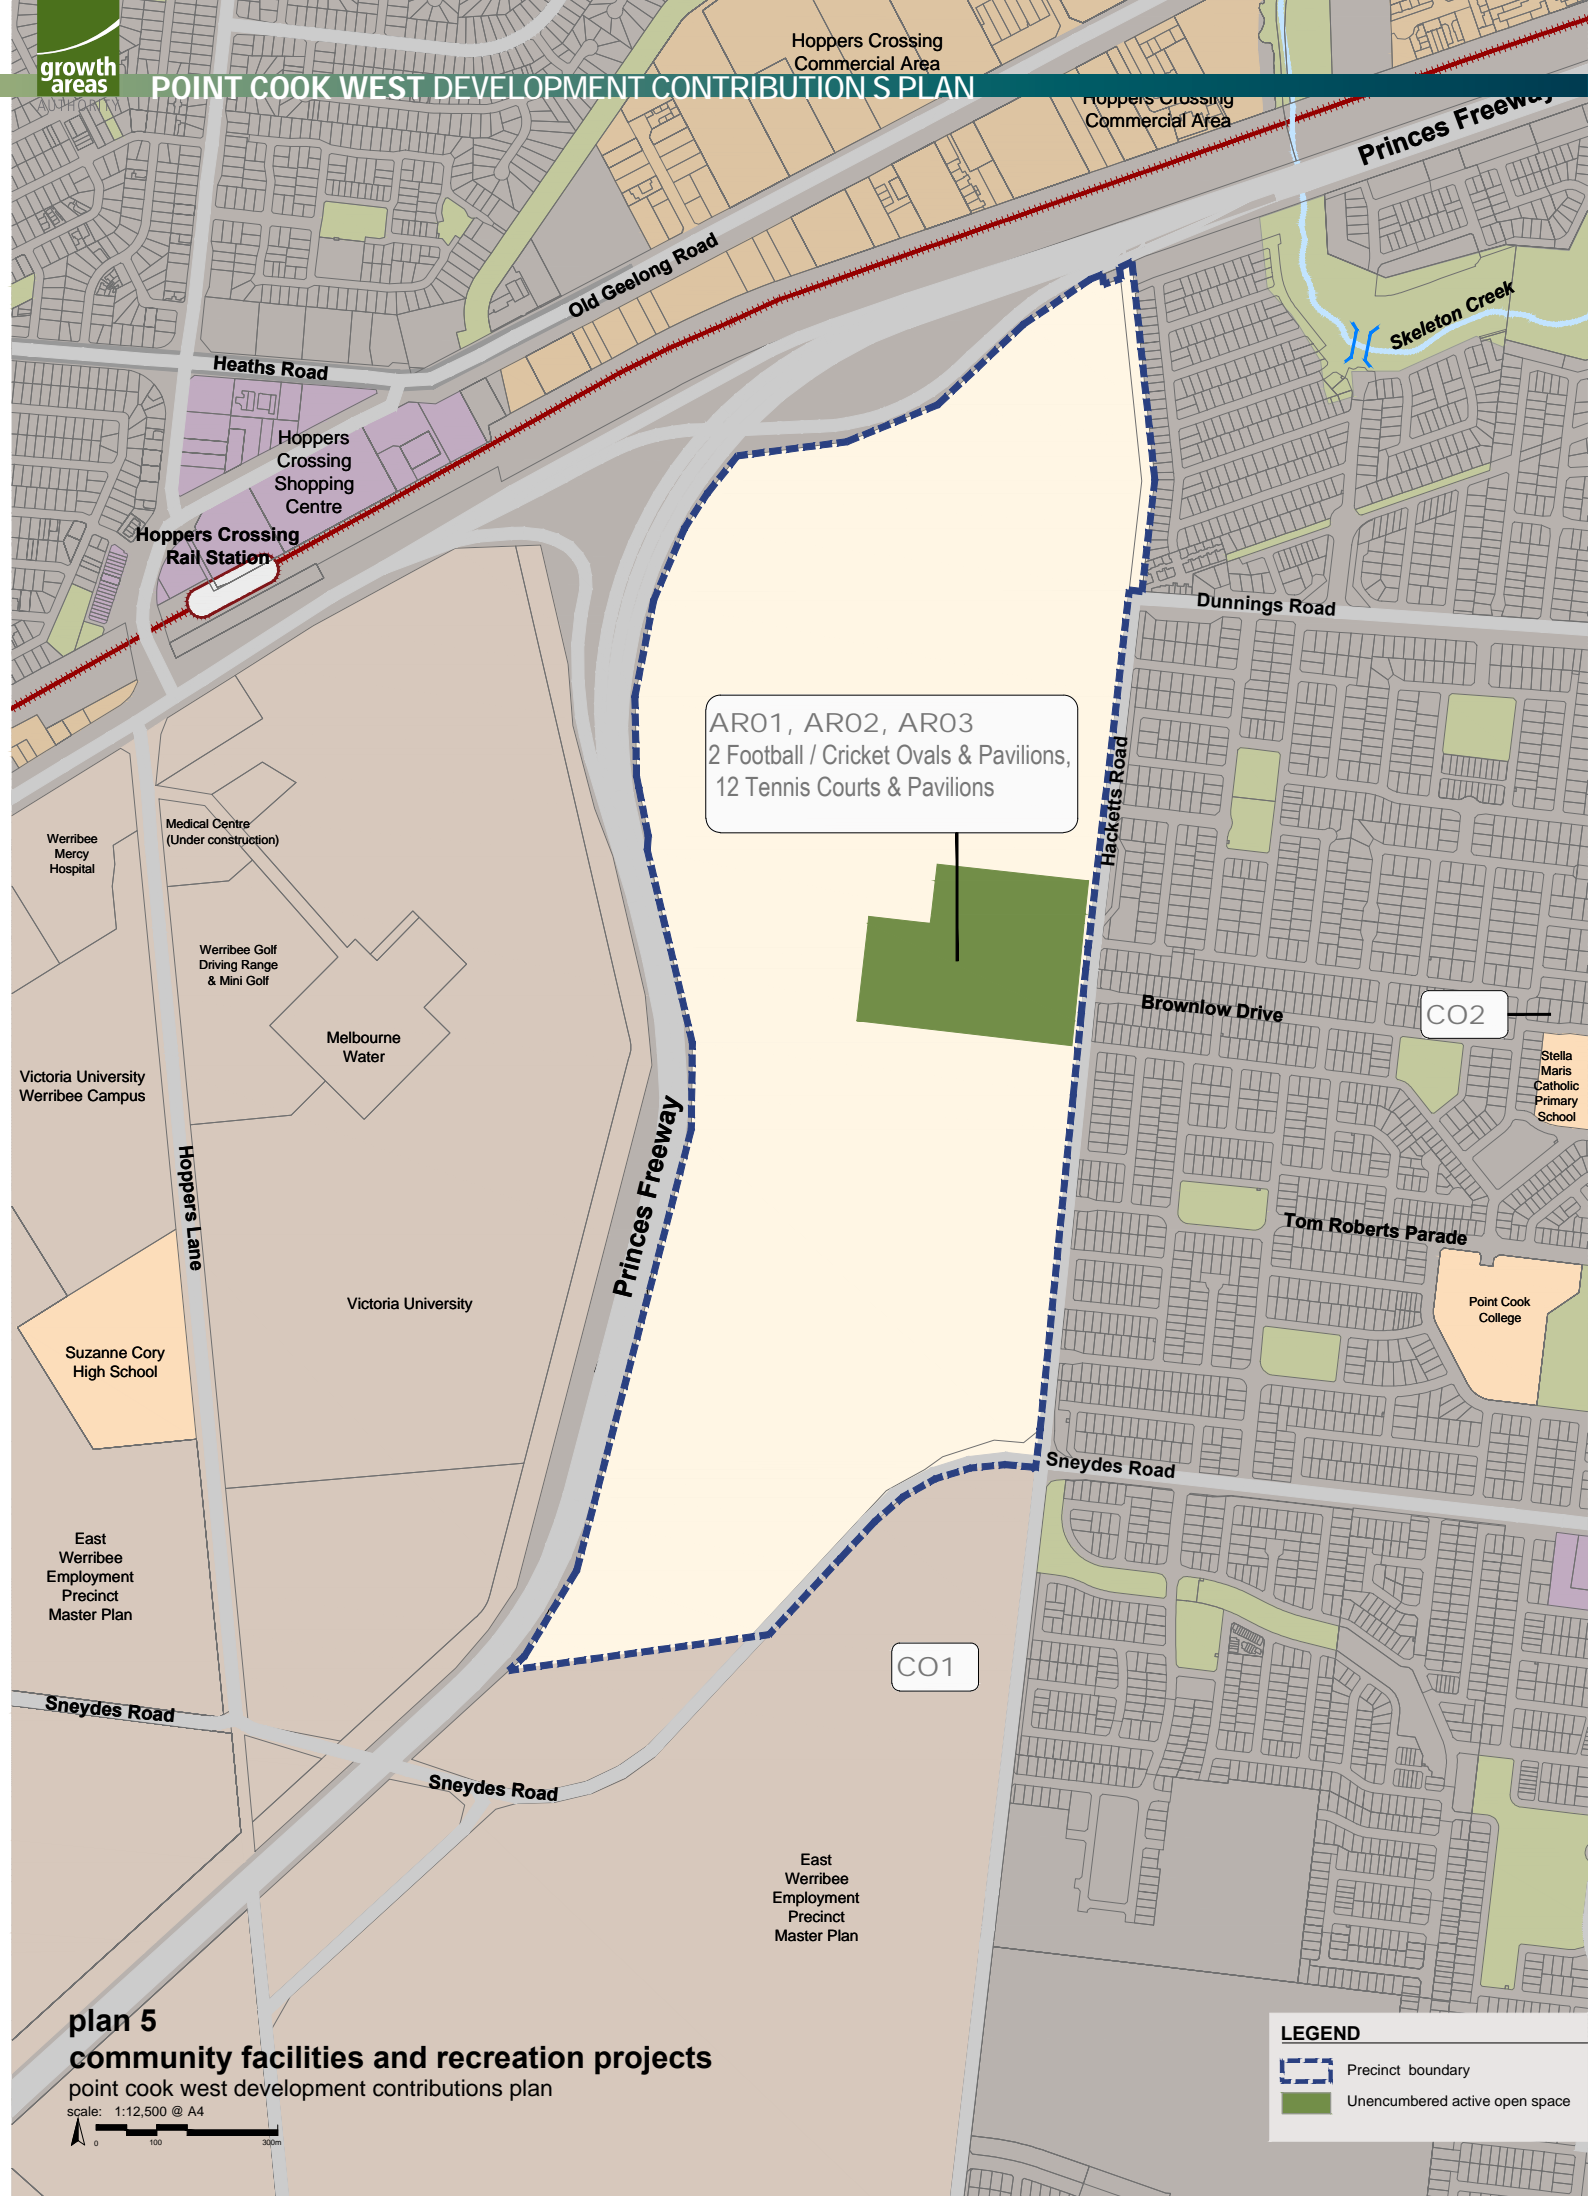 growth
areas
AUTHORITY
POINT COOK WEST DEVELOPMENT CONTRIBUTION S PLAN
Hoppers Crossing
Commercial Area
Hoppers Crossing
Commercial Area
Princes Freeway
Old Geelong Road
Skeleton Creek
Heaths Road
Hoppers
Crossing
Shopping
Centre
Hoppers Crossing
Rail Station
Dunnings Road
AR01, AR02, AR03
2 Football / Cricket Ovals & Pavilions,
12 Tennis Courts & Pavilions
Hacketts Road
Medical Centre
(Under construction)
Werribee
Mercy
Hospital
Werribee Golf
Driving Range
& Mini Golf
Melbourne
Water
Brownlow Drive
CO2
Stella
Maris
Catholic
Primary
School
Victoria University
Werribee Campus
Hoppers Lane
Princes Freeway
Tom Roberts Parade
Point Cook
College
Victoria University
Suzanne Cory
High School
Sneydes Road
East
Werribee
Employment
Precinct
Master Plan
CO1
Sneydes Road
Sneydes Road
East
Werribee
Employment
Precinct
Master Plan
plan 5
community facilities and recreation projects
point cook west development contributions plan
scale: 1:12,500 @ A4
0 100 300m
LEGEND
Precinct boundary
Unencumbered active open space